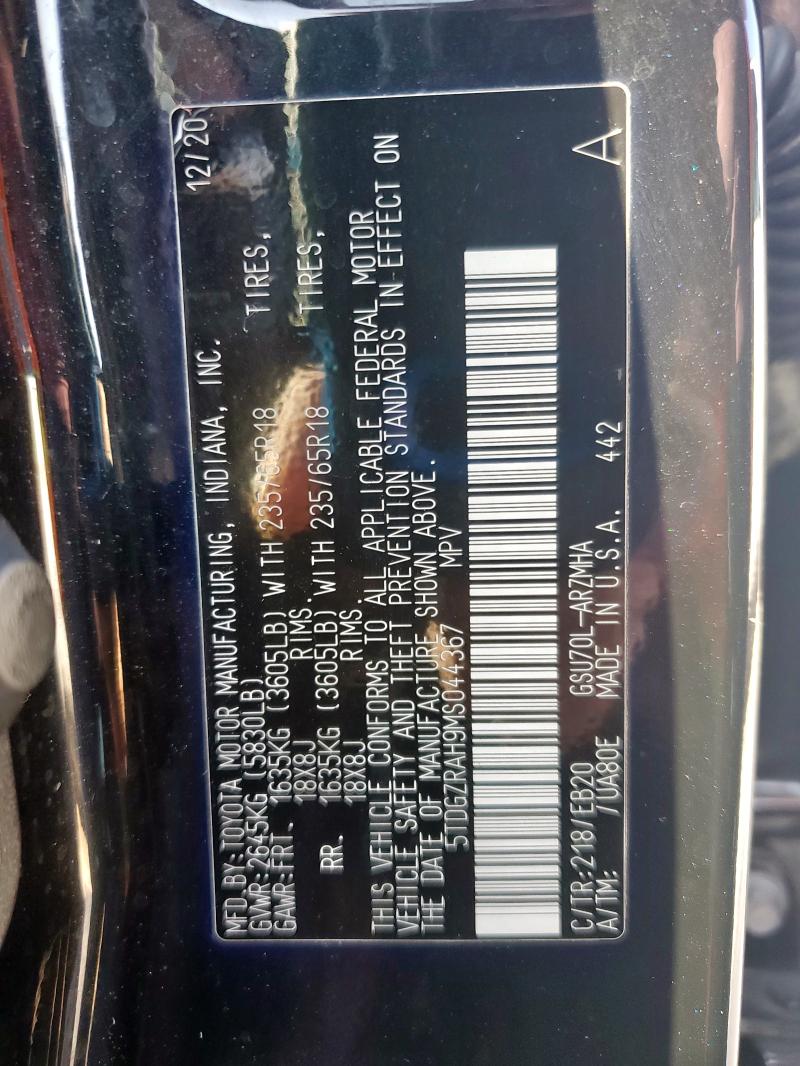 12/20
MFD. BY: TOYOTA MOTOR MANUFACTURING, INDIANA, INC.
GVWR: 2645KG (5830LB)
GAWR: FRT. 1635KG (3605LB) WITH 235/65R18 TIRES,
18X8J RIMS.
RR. 1635KG (3605LB) WITH 235/65R18 TIRES,
18X8J RIMS.
THIS VEHICLE CONFORMS TO ALL APPLICABLE FEDERAL MOTOR
VEHICLE SAFETY AND THEFT PREVENTION STANDARDS IN EFFECT ON
THE DATE OF MANUFACTURE SHOWN ABOVE.
5TDGZRAH9MS044367 MPV
C/TR: 218/EB20 GSU70L-ARZMHA
A/TM: /UA80E MADE IN U.S.A. 442 A